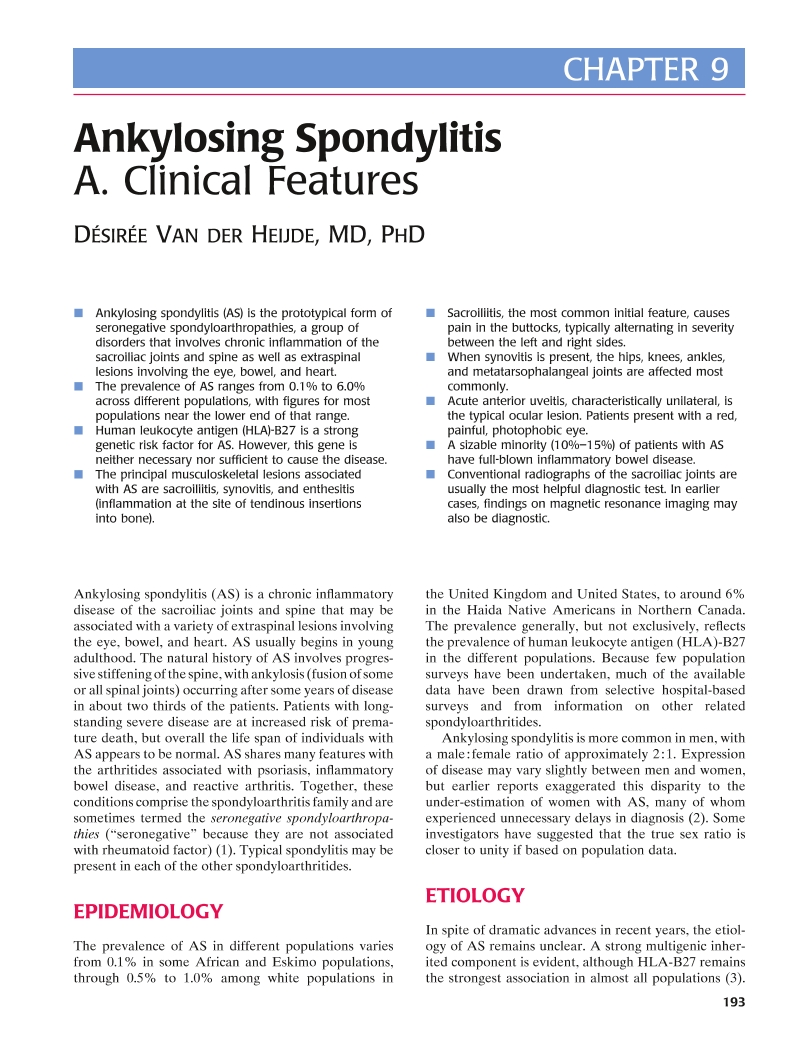 CHAPTER 9
Ankylosing Spondylitis
A. Clinical Features
DÉSIRÉE VAN DER HEIJDE, MD, PHD
■ Ankylosing spondylitis (AS) is the prototypical form of
seronegative spondyloarthropathies, a group of
disorders that involves chronic inflammation of the
sacroiliac joints and spine as well as extraspinal
lesions involving the eye, bowel, and heart.
■ The prevalence of AS ranges from 0.1% to 6.0%
across different populations, with figures for most
populations near the lower end of that range.
■ Human leukocyte antigen (HLA)-B27 is a strong
genetic risk factor for AS. However, this gene is
neither necessary nor sufficient to cause the disease.
■ The principal musculoskeletal lesions associated
with AS are sacroiliitis, synovitis, and enthesitis
(inflammation at the site of tendinous insertions
into bone).
■ Sacroiliitis, the most common initial feature, causes
pain in the buttocks, typically alternating in severity
between the left and right sides.
■ When synovitis is present, the hips, knees, ankles,
and metatarsophalangeal joints are affected most
commonly.
■ Acute anterior uveitis, characteristically unilateral, is
the typical ocular lesion. Patients present with a red,
painful, photophobic eye.
■ A sizable minority (10%–15%) of patients with AS
have full-blown inflammatory bowel disease.
■ Conventional radiographs of the sacroiliac joints are
usually the most helpful diagnostic test. In earlier
cases, findings on magnetic resonance imaging may
also be diagnostic.
Ankylosing spondylitis (AS) is a chronic inflammatory
disease of the sacroiliac joints and spine that may be
associated with a variety of extraspinal lesions involving
the eye, bowel, and heart. AS usually begins in young
adulthood. The natural history of AS involves progres-
sive stiffening of the spine, with ankylosis (fusion of some
or all spinal joints) occurring after some years of disease
in about two thirds of the patients. Patients with long-
standing severe disease are at increased risk of prema-
ture death, but overall the life span of individuals with
AS appears to be normal. AS shares many features with
the arthritides associated with psoriasis, inflammatory
bowel disease, and reactive arthritis. Together, these
conditions comprise the spondyloarthritis family and are
sometimes termed the seronegative spondyloarthropa-
thies (“seronegative” because they are not associated
with rheumatoid factor) (1). Typical spondylitis may be
present in each of the other spondyloarthritides.
EPIDEMIOLOGY
The prevalence of AS in different populations varies
from 0.1% in some African and Eskimo populations,
through 0.5% to 1.0% among white populations in
the United Kingdom and United States, to around 6%
in the Haida Native Americans in Northern Canada.
The prevalence generally, but not exclusively, reflects
the prevalence of human leukocyte antigen (HLA)-B27
in the different populations. Because few population
surveys have been undertaken, much of the available
data have been drawn from selective hospital-based
surveys and from information on other related
spondyloarthritides.
Ankylosing spondylitis is more common in men, with
a male:female ratio of approximately 2:1. Expression
of disease may vary slightly between men and women,
but earlier reports exaggerated this disparity to the
under-estimation of women with AS, many of whom
experienced unnecessary delays in diagnosis (2). Some
investigators have suggested that the true sex ratio is
closer to unity if based on population data.
ETIOLOGY
In spite of dramatic advances in recent years, the etiol-
ogy of AS remains unclear. A strong multigenic inher-
ited component is evident, although HLA-B27 remains
the strongest association in almost all populations (3).
193